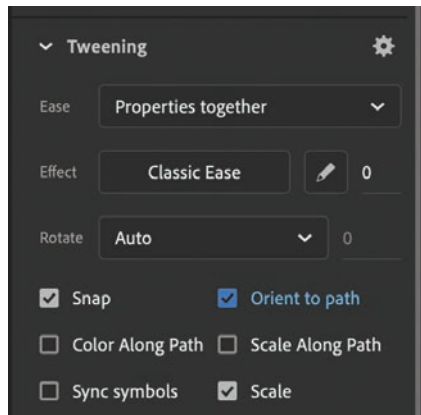 Tweening
Ease Properties together
Effect Classic Ease 0
Rotate Auto 0
Snap Orient to path
Color Along Path Scale Along Path
Sync symbols Scale